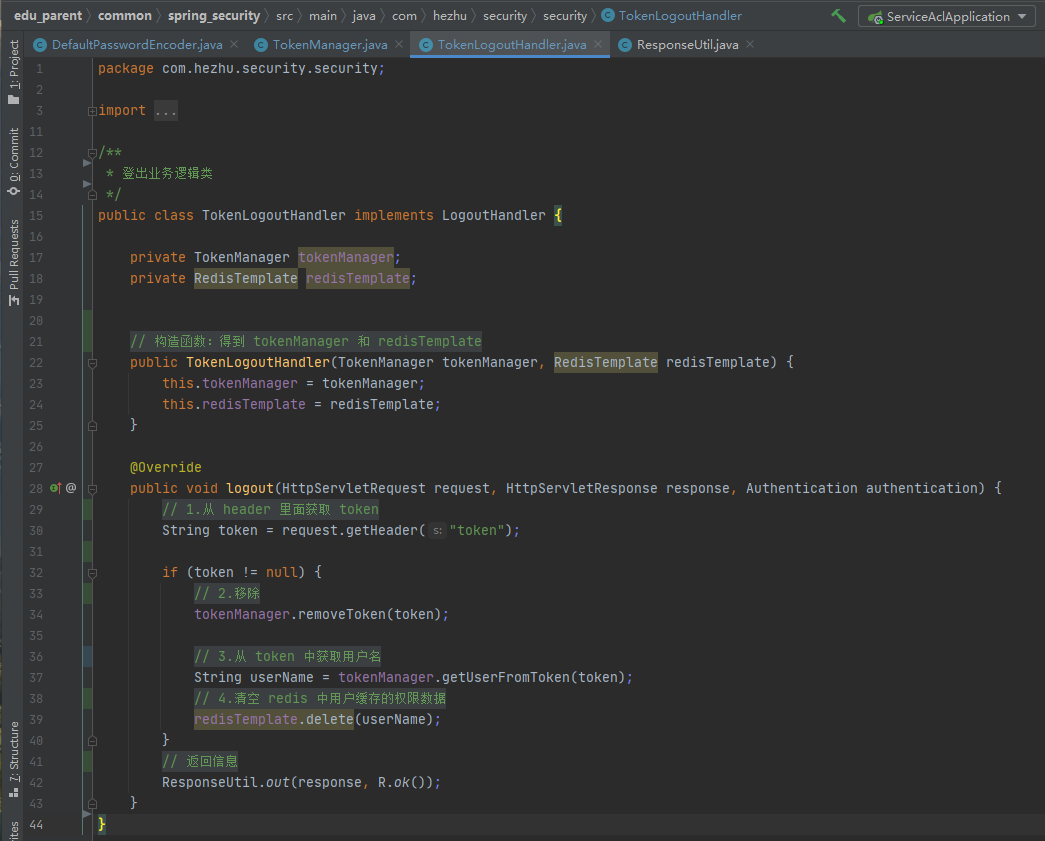 edu_parent common spring_security src main java com hezhu security security TokenLogoutHandler ServiceAclApplication
DefaultPasswordEncoder.java TokenManager.java TokenLogoutHandler.java ResponseUtil.java
1: Project
0: Commit
Pull Requests
7: Structure
1 package com.hezhu.security.security;
2
3 import ...
11
12 /**
13 * 登出业务逻辑类
14 */
15 public class TokenLogoutHandler implements LogoutHandler {
16
17 private TokenManager tokenManager;
18 private RedisTemplate redisTemplate;
19
20
21 // 构造函数：得到 tokenManager 和 redisTemplate
22 public TokenLogoutHandler(TokenManager tokenManager, RedisTemplate redisTemplate) {
23 this.tokenManager = tokenManager;
24 this.redisTemplate = redisTemplate;
25 }
26
27 @Override
28 @ public void logout(HttpServletRequest request, HttpServletResponse response, Authentication authentication) {
29 // 1.从 header 里面获取 token
30 String token = request.getHeader( s: "token");
31
32 if (token != null) {
33 // 2.移除
34 tokenManager.removeToken(token);
35
36 // 3.从 token 中获取用户名
37 String userName = tokenManager.getUserFromToken(token);
38 // 4.清空 redis 中用户缓存的权限数据
39 redisTemplate.delete(userName);
40 }
41 // 返回信息
42 ResponseUtil.out(response, R.ok());
43 }
44 }